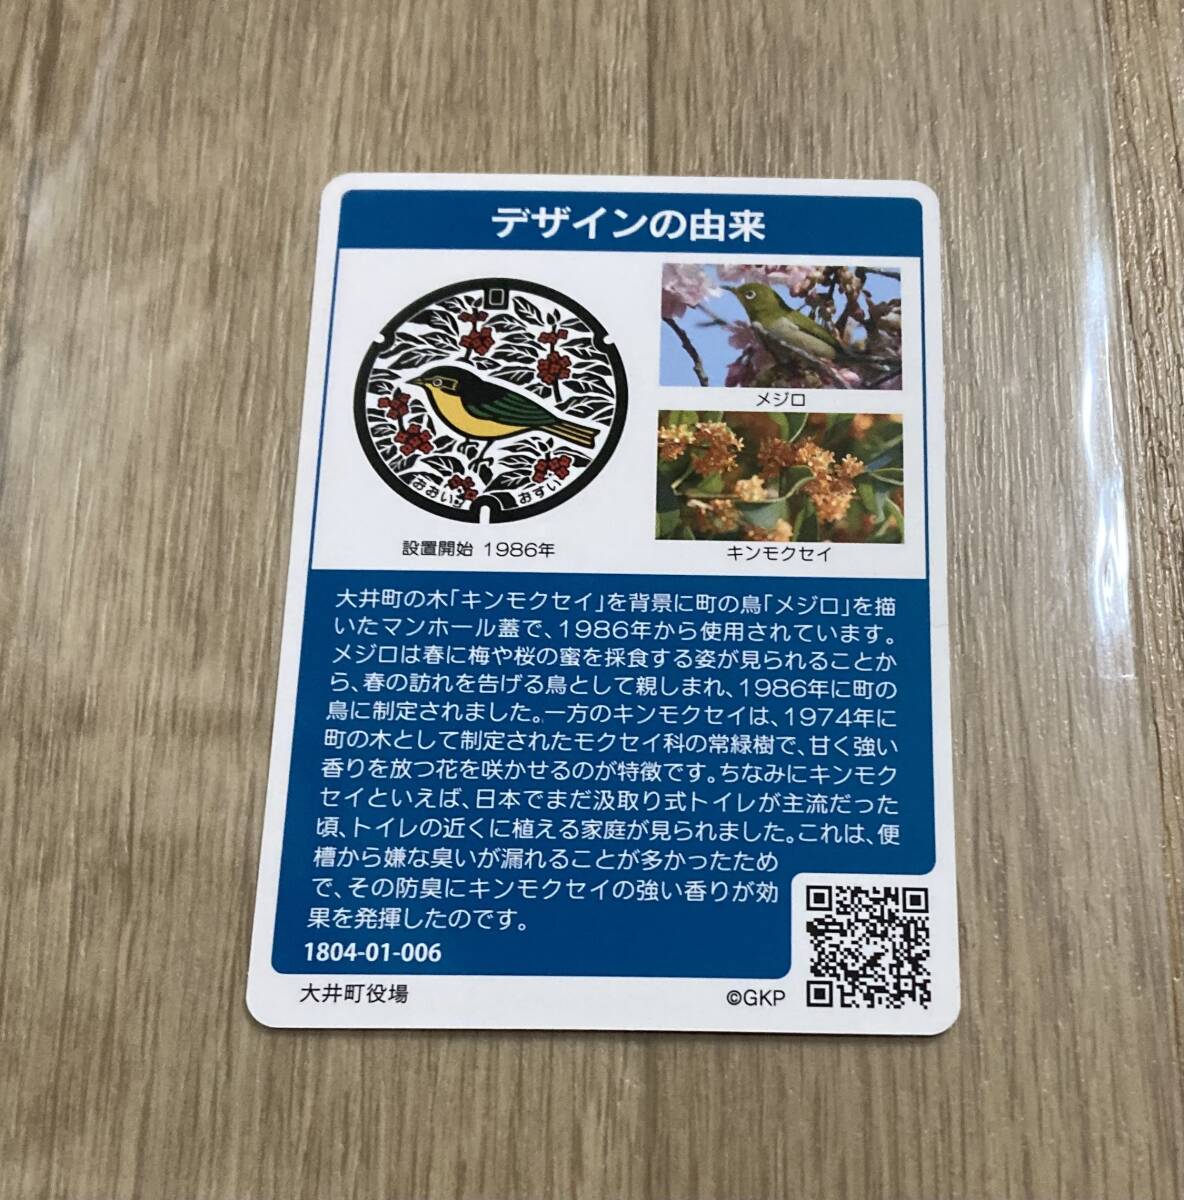 デザインの由来
メジロ
おおい おすい
設置開始 1986年
キンモクセイ
大井町の木「キンモクセイ」を背景に町の鳥「メジロ」を描
いたマンホール蓋で、1986年から使用されています。
メジロは春に梅や桜の蜜を採食する姿が見られることか
ら、春の訪れを告げる鳥として親しまれ、1986年に町の
鳥に制定されました。一方のキンモクセイは、1974年に
町の木として制定されたモクセイ科の常緑樹で、甘く強い
香りを放つ花を咲かせるのが特徴です。ちなみにキンモク
セイといえば、日本でまだ汲取り式トイレが主流だった
頃、トイレの近くに植える家庭が見られました。これは、便
槽から嫌な臭いが漏れることが多かったため
で、その防臭にキンモクセイの強い香りが効
果を発揮したのです。
1804-01-006
大井町役場
©GKP